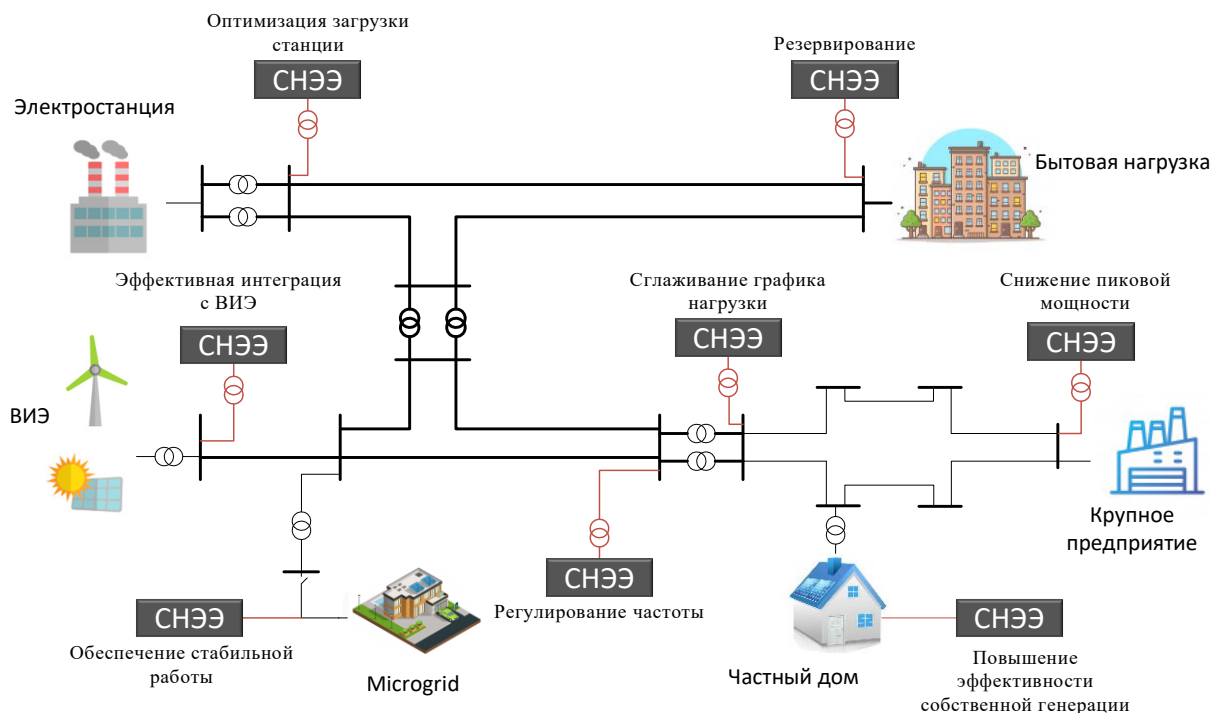 Оптимизация загрузки
станции
СНЭЭ
Резервирование
СНЭЭ
Электростанция
Бытовая нагрузка
Эффективная интеграция
с ВИЭ
СНЭЭ
Сглаживание графика
нагрузки
СНЭЭ
Снижение пиковой
мощности
СНЭЭ
ВИЭ
Крупное
предприятие
СНЭЭ
Регулирование частоты
СНЭЭ
Обеспечение стабильной
работы
Microgrid
Частный дом
СНЭЭ
Повышение
эффективности
собственной генерации